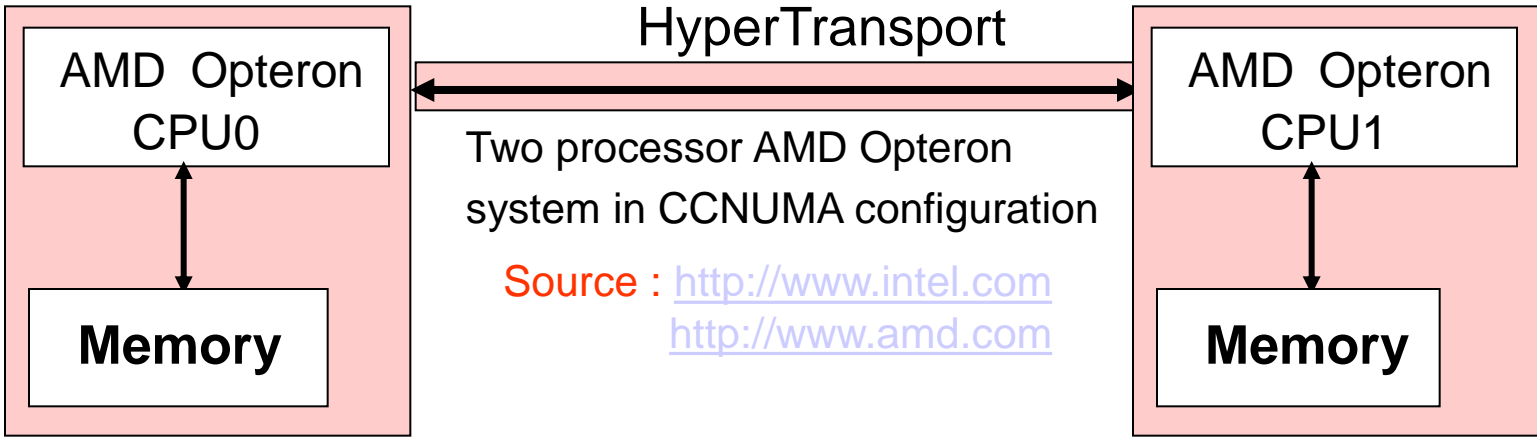 HyperTransport
AMD Opteron
CPU0
AMD Opteron
CPU1
Two processor AMD Opteron
system in CCNUMA configuration
Source : http://www.intel.com
http://www.amd.com
Memory
Memory